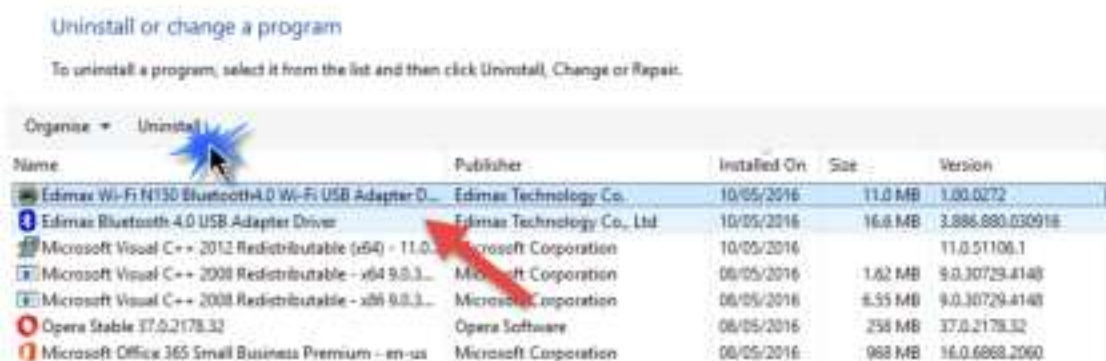 Uninstall or change a program
To uninstall a program, select it from the list and then click Uninstall, Change or Repair.
Organise Uninstall
Name Publisher Installed On Size Version
Edimax Wi-Fi N150 Bluetooth4.0 Wi-Fi USB Adapter D... Edimax Technology Co. 10/05/2016 11.0 MB 1.00.0272
Edimax Bluetooth 4.0 USB Adapter Driver Edimax Technology Co., Ltd 10/05/2016 16.6 MB 3.886.880.030916
Microsoft Visual C++ 2012 Redistributable (x64) - 11.0... Microsoft Corporation 10/05/2016 11.0.51106.1
Microsoft Visual C++ 2008 Redistributable - x64 9.0.3... Microsoft Corporation 08/05/2016 1.62 MB 9.0.30729.4148
Microsoft Visual C++ 2008 Redistributable - x86 9.0.3... Microsoft Corporation 08/05/2016 6.55 MB 9.0.30729.4148
Opera Stable 37.0.2178.32 Opera Software 08/05/2016 258 MB 37.0.2178.32
Microsoft Office 365 Small Business Premium - en-us Microsoft Corporation 08/05/2016 968 MB 16.0.6868.2060